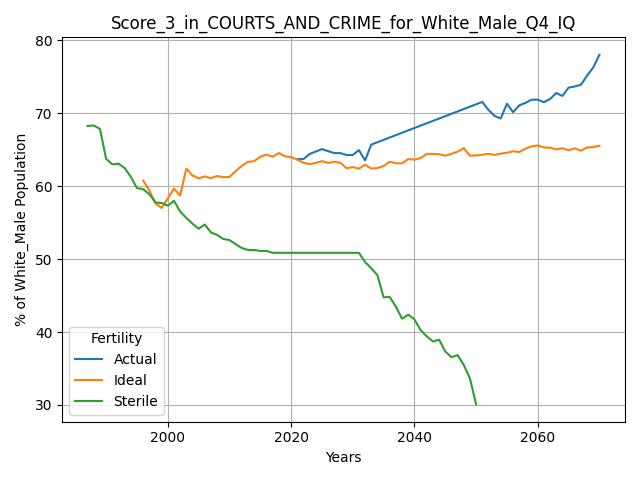 Score_3_in_COURTS_AND_CRIME_for_White_Male_Q4_IQ
% of White_Male Population
80
70
60
50
40
30
Fertility
Actual
Ideal
Sterile
2000
2020
2040
2060
Years